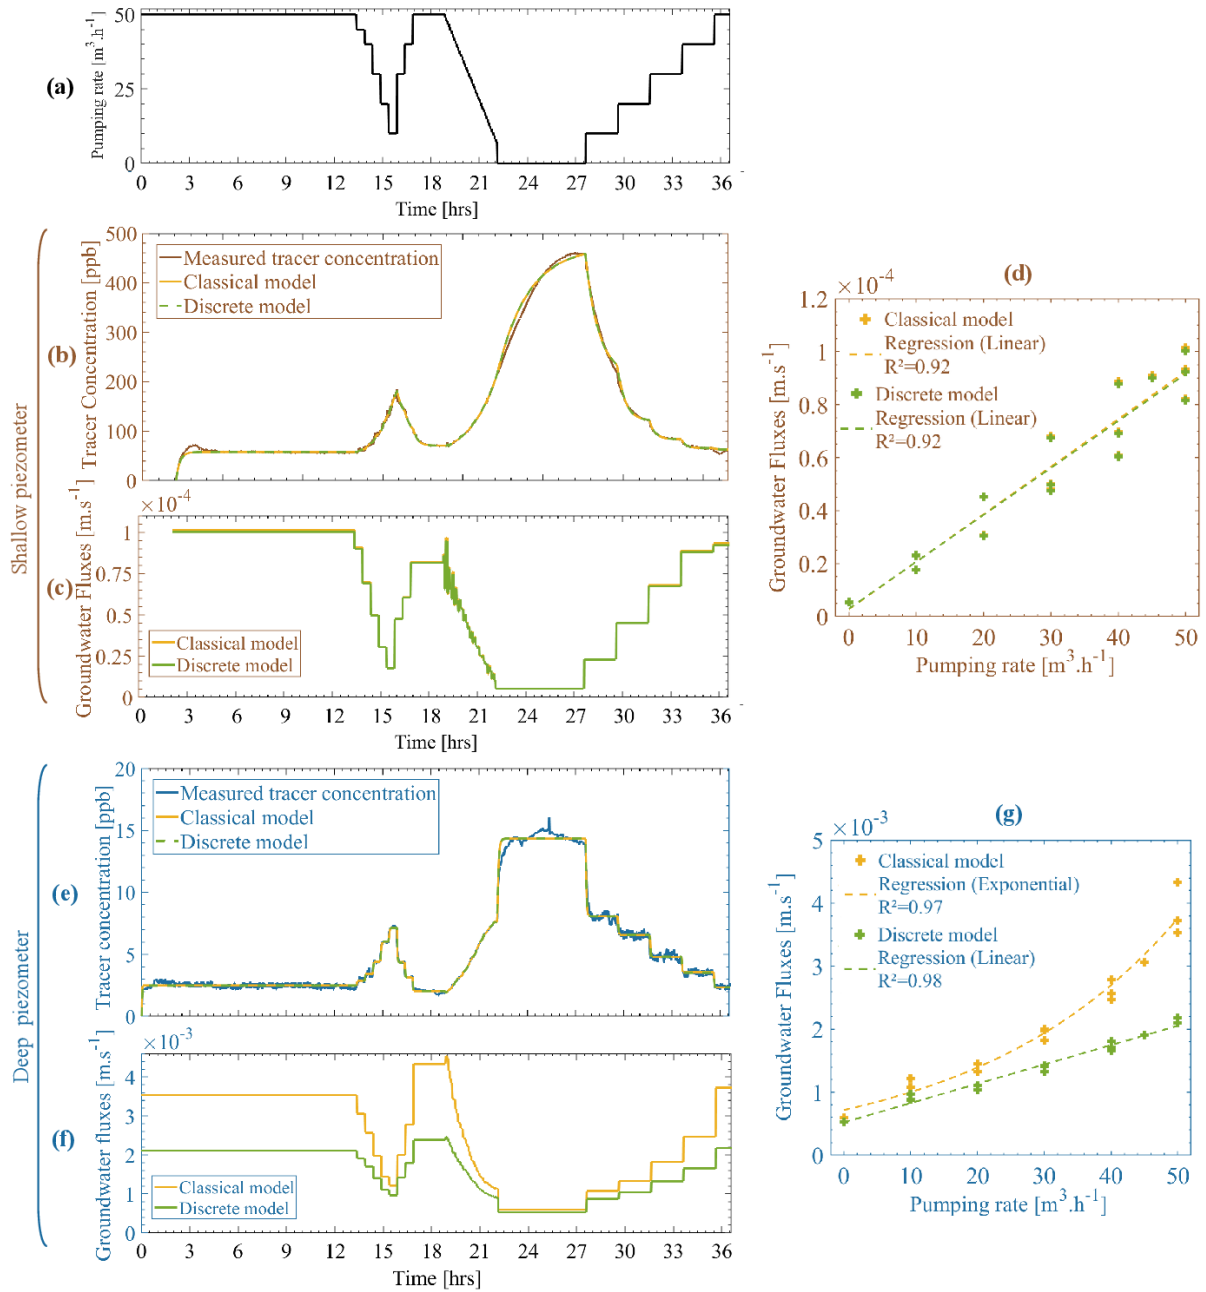 (a)
Pumping rate [m³.h⁻¹]
50
25
0
0 3 6 9 12 15 18 21 24 27 30 33 36
Time [hrs]
Shallow piezometer
(b)
Tracer Concentration [ppb]
500
400
300
200
100
0
Measured tracer concentration
Classical model
Discrete model
(c)
Groundwater Fluxes [m.s⁻¹]
×10⁻⁴
1
0.75
0.5
0.25
0
Classical model
Discrete model
0 3 6 9 12 15 18 21 24 27 30 33 36
Time [hrs]
(d)
×10⁻⁴
Groundwater Fluxes [m.s⁻¹]
1.2
1
0.8
0.6
0.4
0.2
0
Classical model
Regression (Linear)
R²=0.92
Discrete model
Regression (Linear)
R²=0.92
0 10 20 30 40 50
Pumping rate [m³.h⁻¹]
Deep piezometer
(e)
Tracer concentration [ppb]
20
15
10
5
0
Measured tracer concentration
Classical model
Discrete model
(f)
Groundwater fluxes [m.s⁻¹]
×10⁻³
4
3
2
1
0
Classical model
Discrete model
0 3 6 9 12 15 18 21 24 27 30 33 36
Time [hrs]
(g)
×10⁻³
Groundwater Fluxes [m.s⁻¹]
5
4
3
2
1
0
Classical model
Regression (Exponential)
R²=0.97
Discrete model
Regression (Linear)
R²=0.98
0 10 20 30 40 50
Pumping rate [m³.h⁻¹]